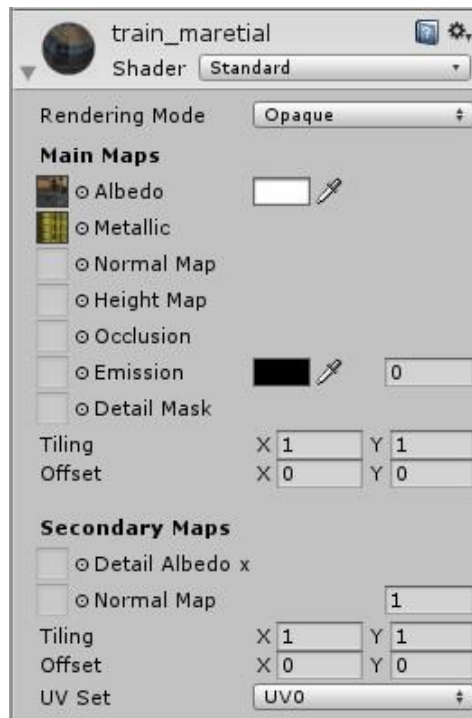 train_maretial
Shader Standard
Rendering Mode Opaque
Main Maps
Albedo
Metallic
Normal Map
Height Map
Occlusion
Emission 0
Detail Mask
Tiling X 1 Y 1
Offset X 0 Y 0
Secondary Maps
Detail Albedo x
Normal Map 1
Tiling X 1 Y 1
Offset X 0 Y 0
UV Set UV0